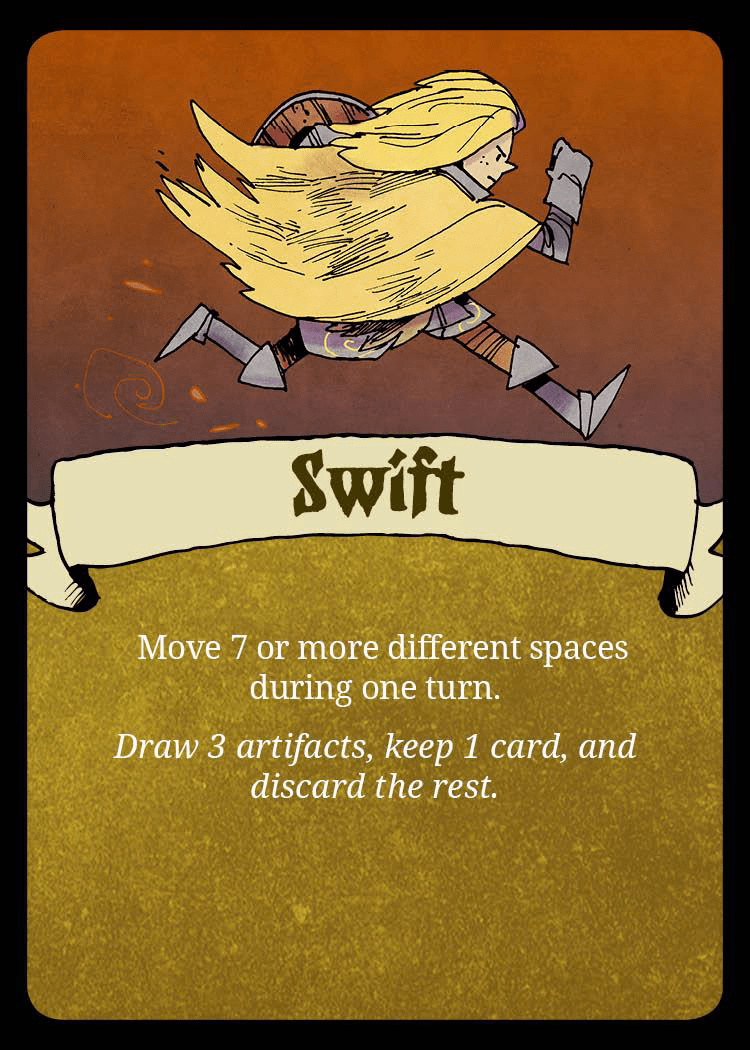 Swift
Move 7 or more different spaces
during one turn.
Draw 3 artifacts, keep 1 card, and
discard the rest.